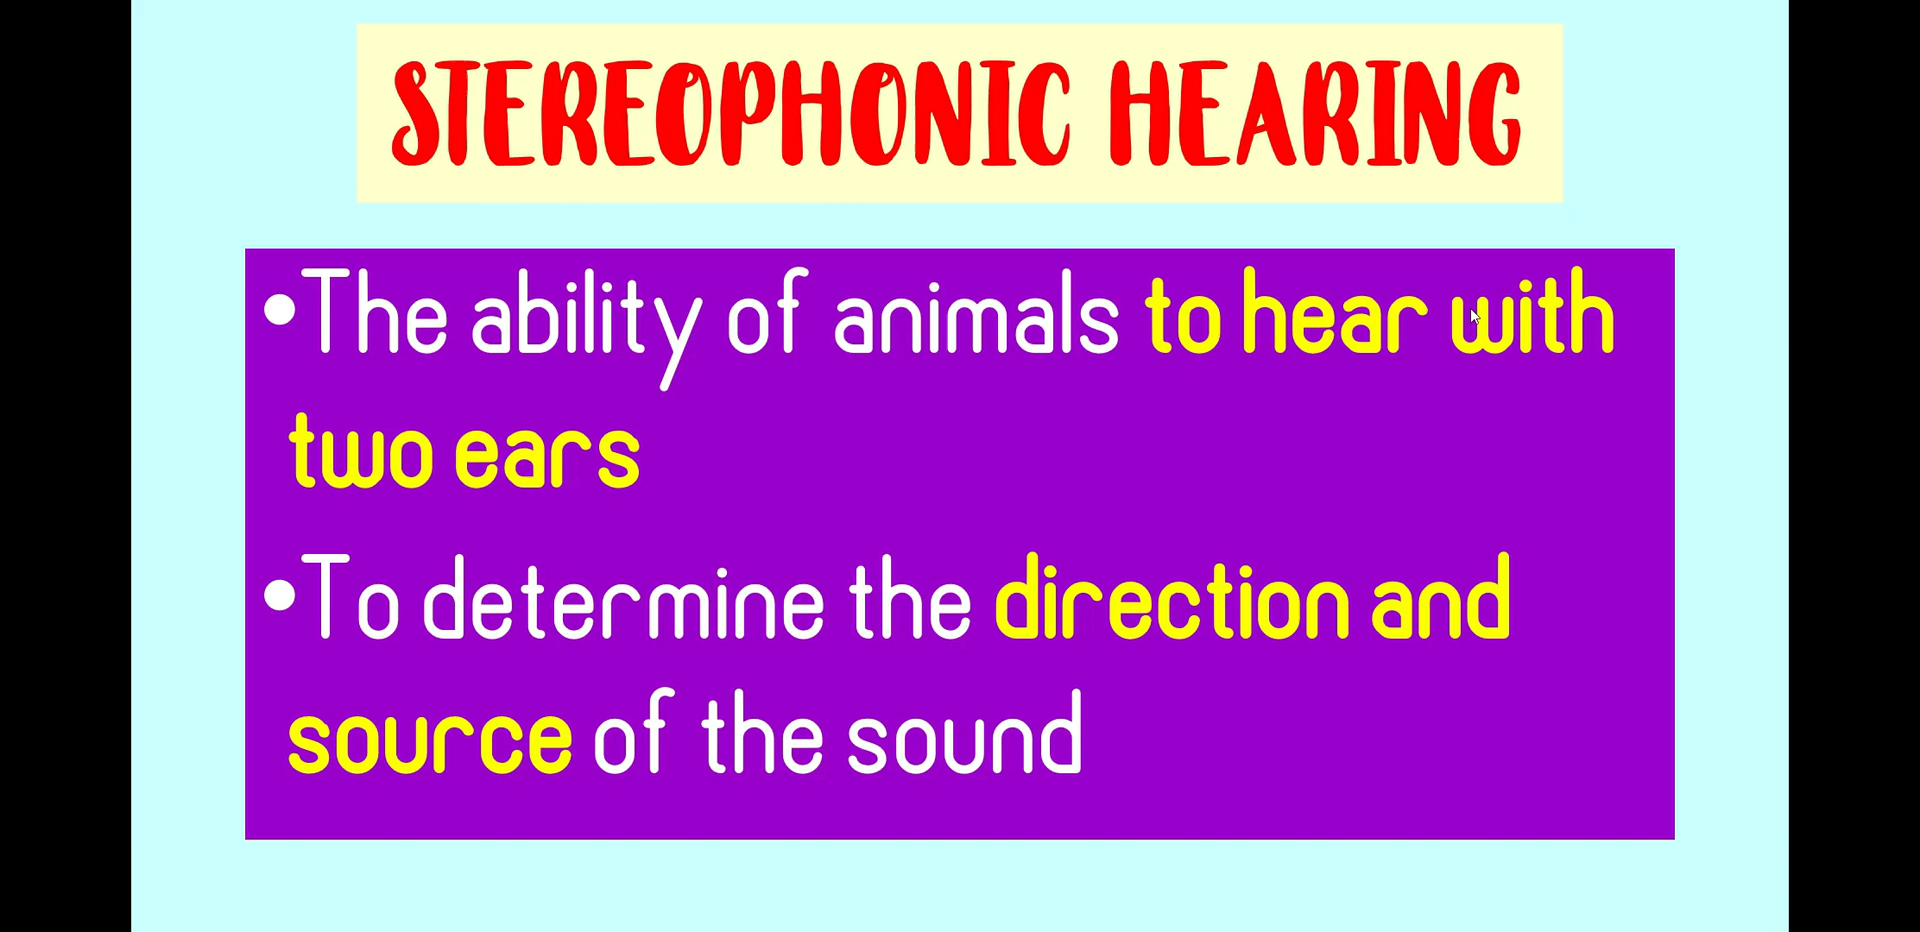 STEREOPHONIC HEARING
•The ability of animals to hear with
two ears
•To determine the direction and
source of the sound